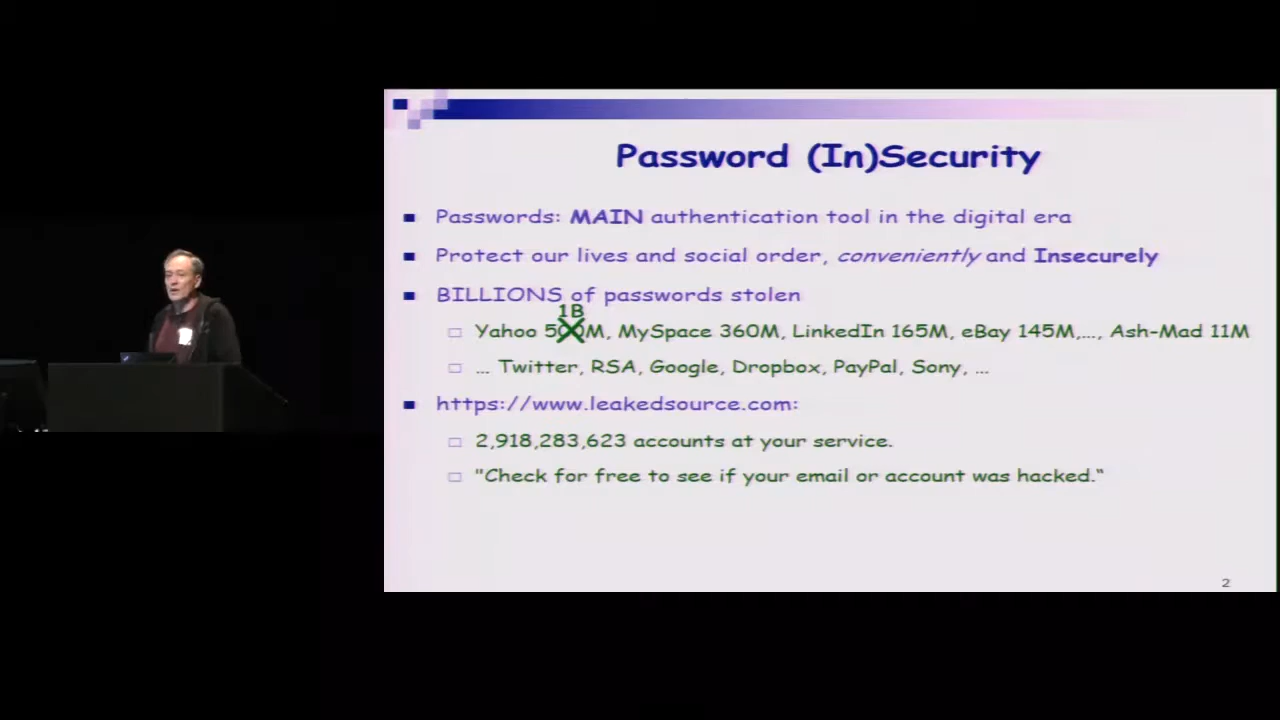 Password (In)Security
Passwords: MAIN authentication tool in the digital era
Protect our lives and social order, conveniently and Insecurely
BILLIONS of passwords stolen
1B
Yahoo 500M, MySpace 360M, LinkedIn 165M, eBay 145M,…, Ash-Mad 11M
… Twitter, RSA, Google, Dropbox, PayPal, Sony, …
https://www.leakedsource.com:
2,918,283,623 accounts at your service.
"Check for free to see if your email or account was hacked.“
2